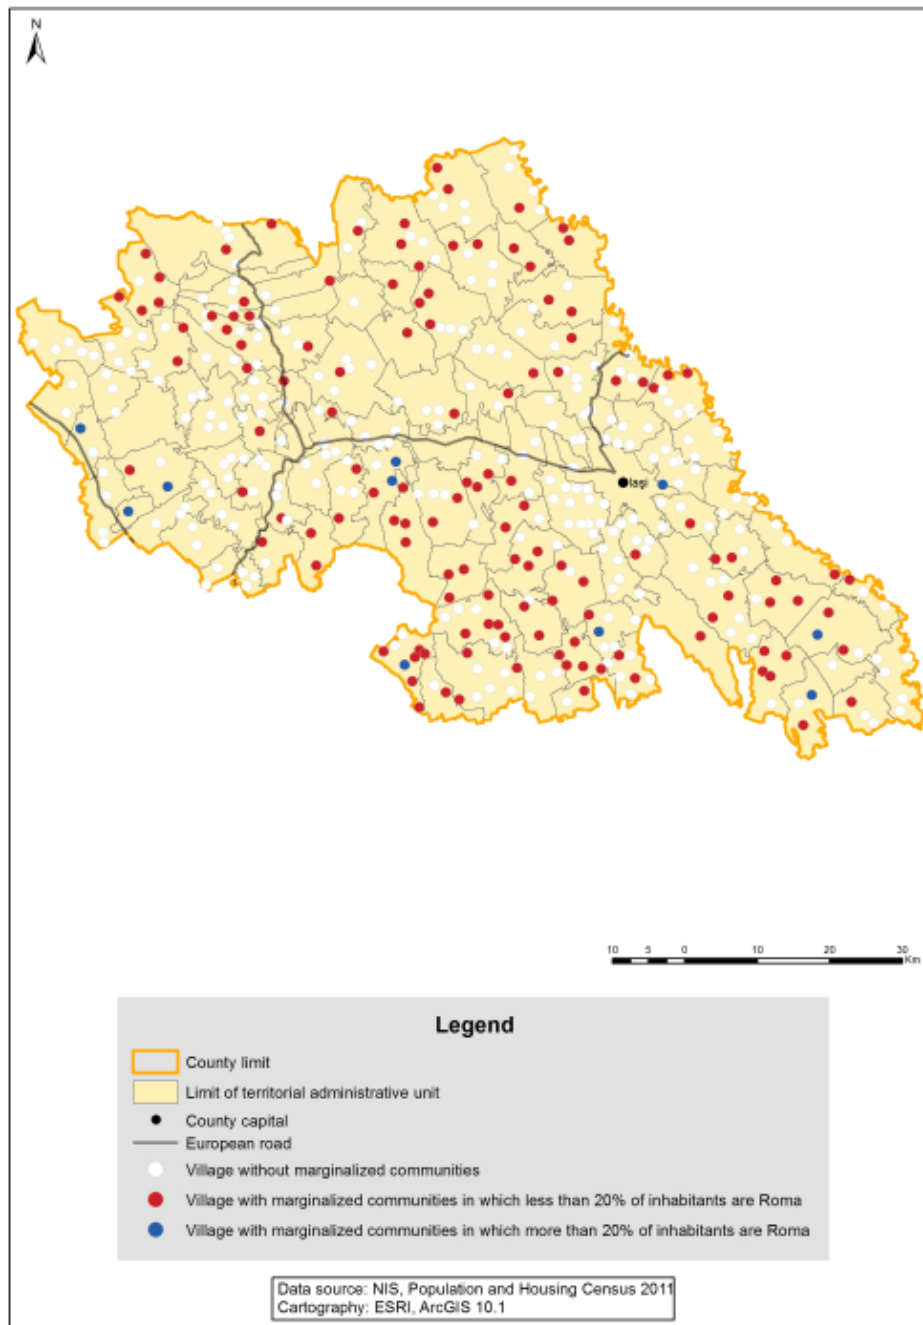 N
Iaşi
10 5 0 10 20 30
Km
Legend
County limit
Limit of territorial administrative unit
County capital
European road
Village without marginalized communities
Village with marginalized communities in which less than 20% of inhabitants are Roma
Village with marginalized communities in which more than 20% of inhabitants are Roma
Data source: NIS, Population and Housing Census 2011
Cartography: ESRI, ArcGIS 10.1